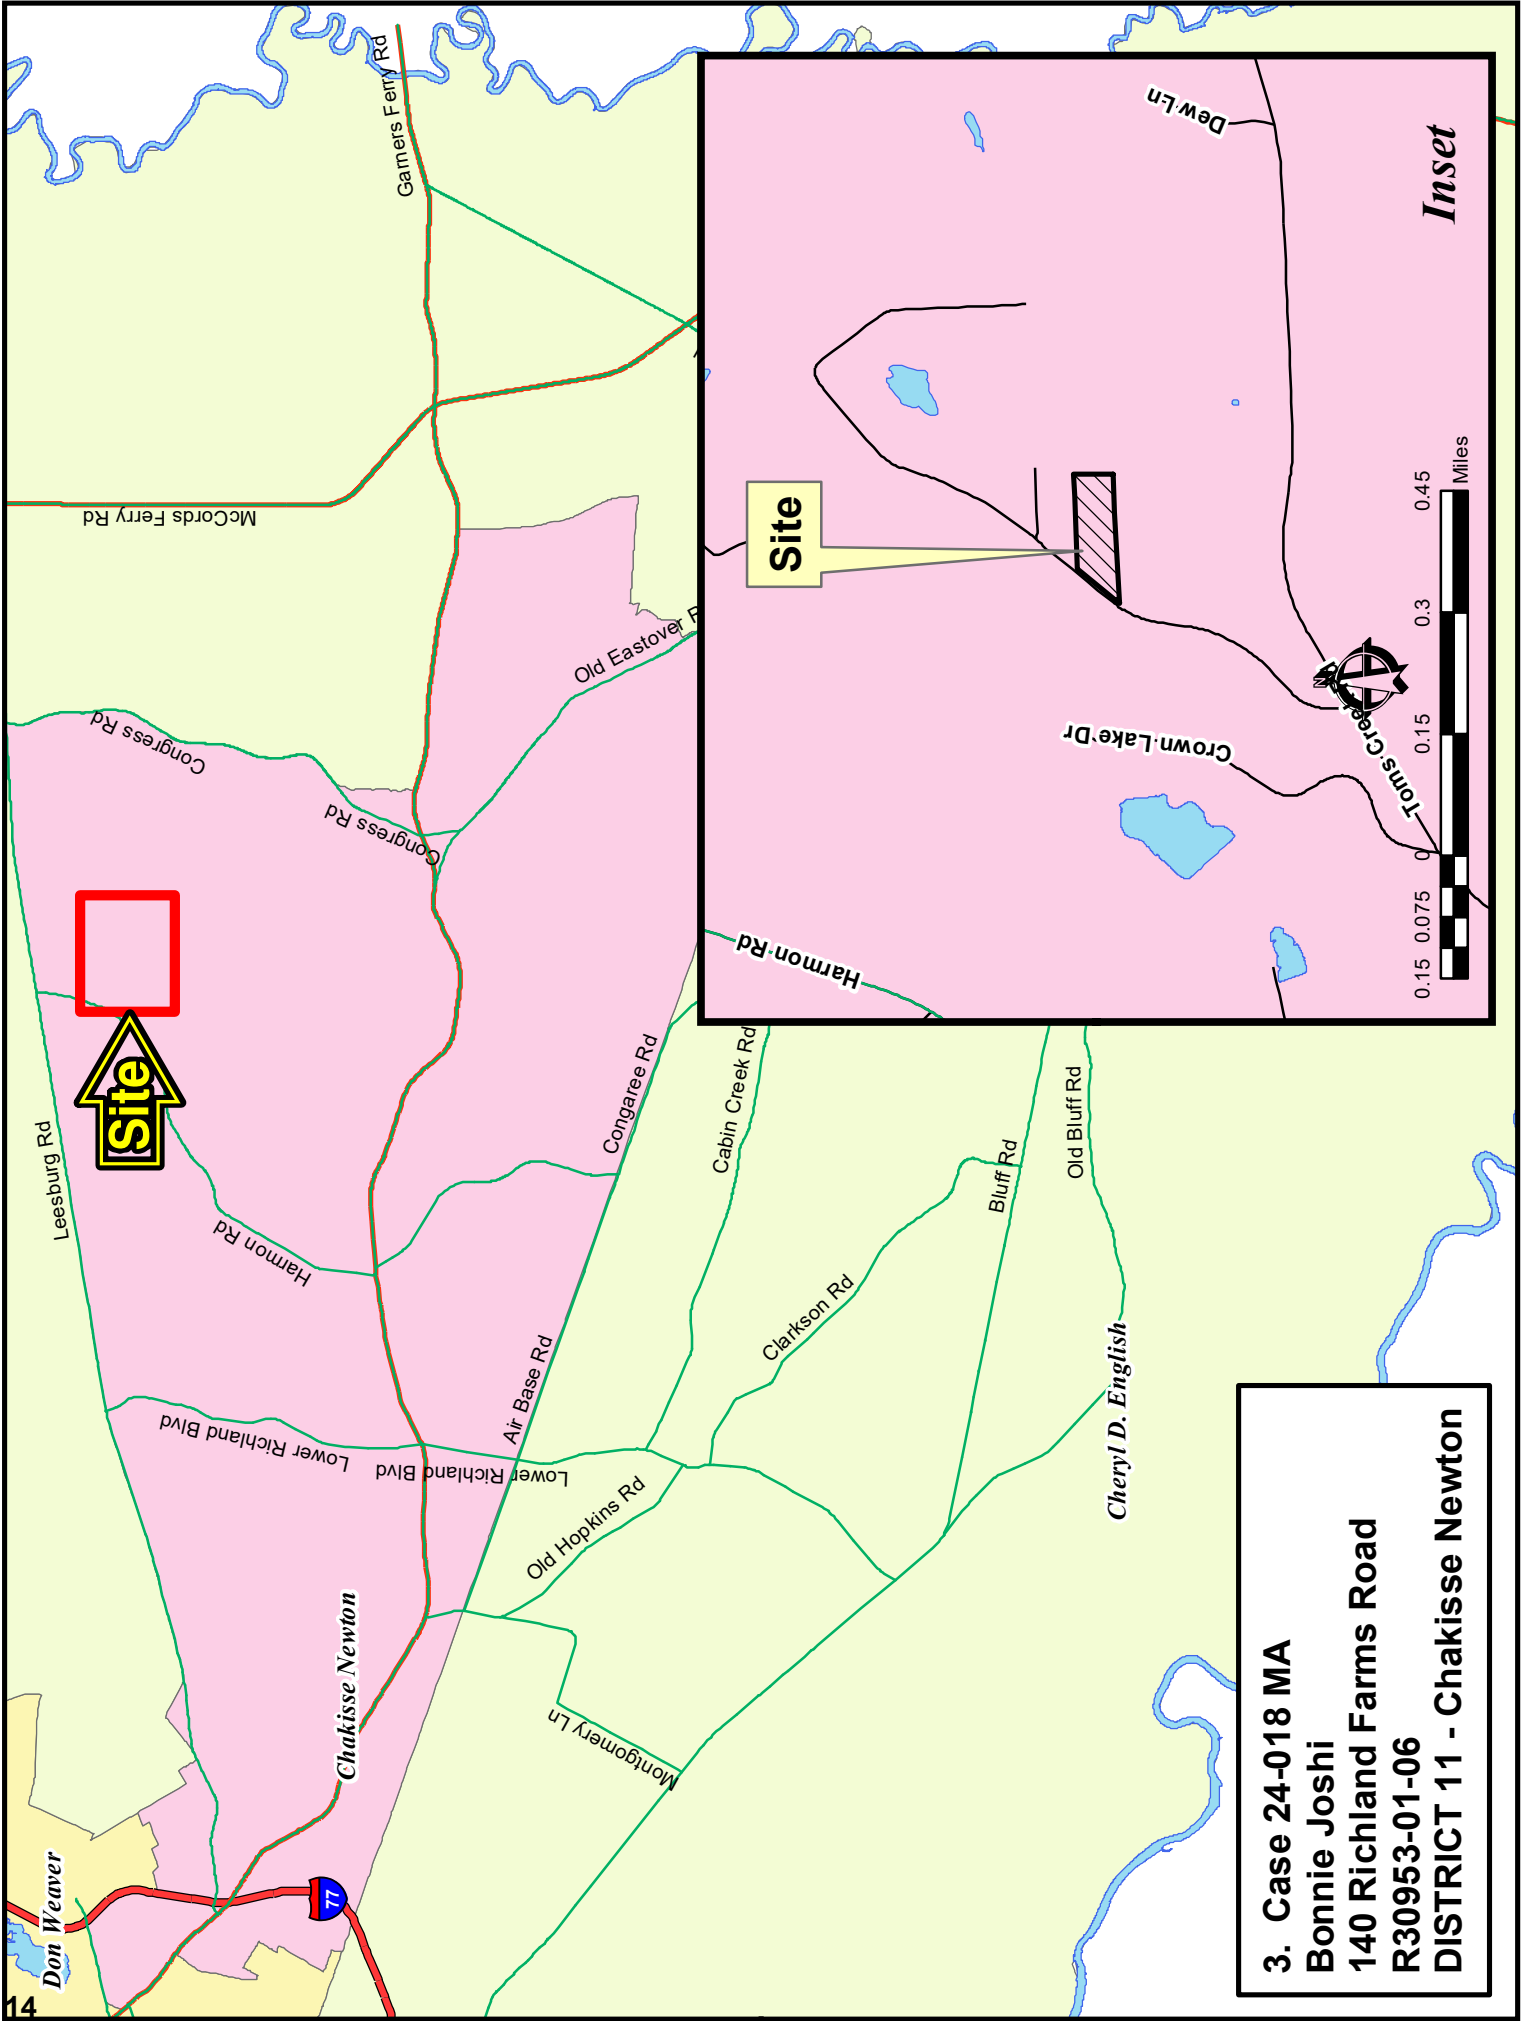 14
Don Weaver
77
Chakisse Newton
Cheryl D. English
Leesburg Rd
Harmon Rd
Lower Richland Blvd
Lower Richland Blvd
Lower
Air Base Rd
Congaree Rd
Old Hopkins Rd
Montgomery Ln
Cabin Creek Rd
Clarkson Rd
Bluff Rd
Old Bluff Rd
Congress Rd
Congress Rd
Old Eastover R
McCords Ferry Rd
Garners Ferry Rd
Site
Site
Harmon Rd
Crown Lake Dr
Toms Creek
Dew Ln
Inset
N
0.15 0.075 0 0.15 0.3 0.45
Miles
3. Case 24-018 MA
Bonnie Joshi
140 Richland Farms Road
R30953-01-06
DISTRICT 11 - Chakisse Newton